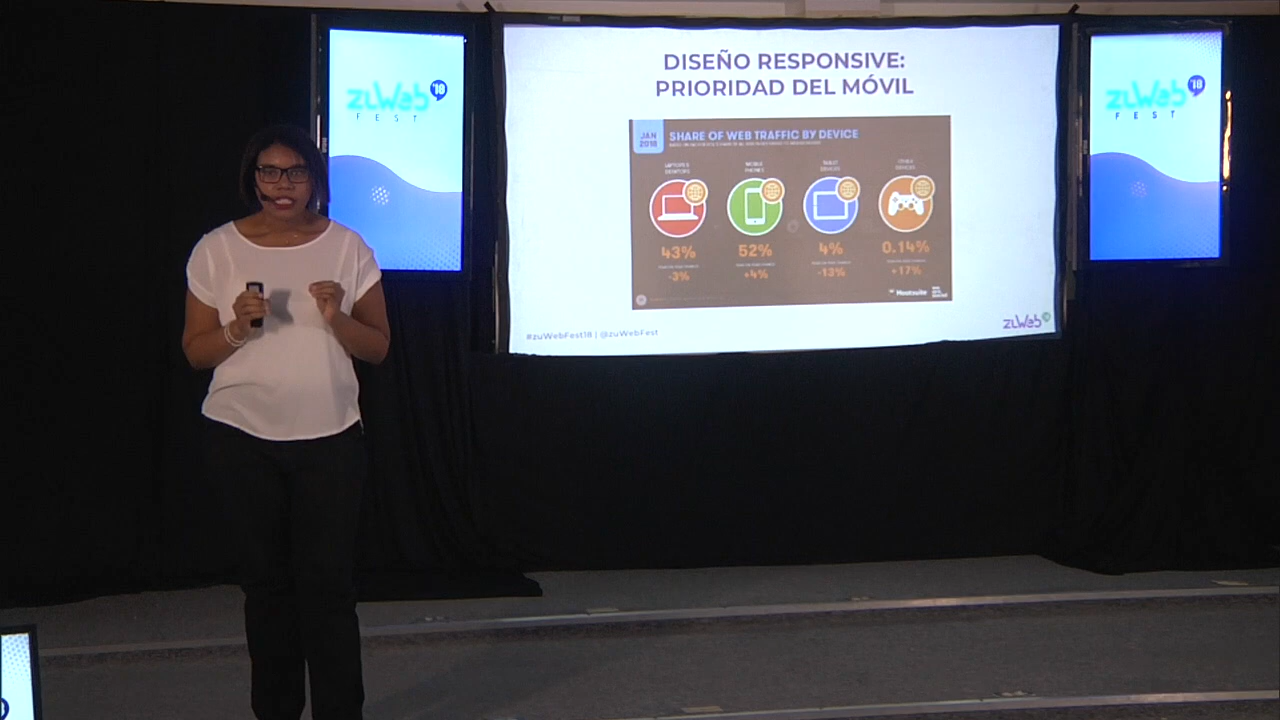 zuWeb '18
FEST
DISEÑO RESPONSIVE:
PRIORIDAD DEL MÓVIL
JAN
2018
SHARE OF WEB TRAFFIC BY DEVICE
LAPTOPS &
DESKTOPS
MOBILE
PHONES
TABLET
DEVICES
OTHER
DEVICES
43%
52%
4%
0.14%
-3%
+4%
-13%
+17%
Hootsuite
#zuWebFest18 | @zuWebFest
zuWeb
zuWeb '18
FEST